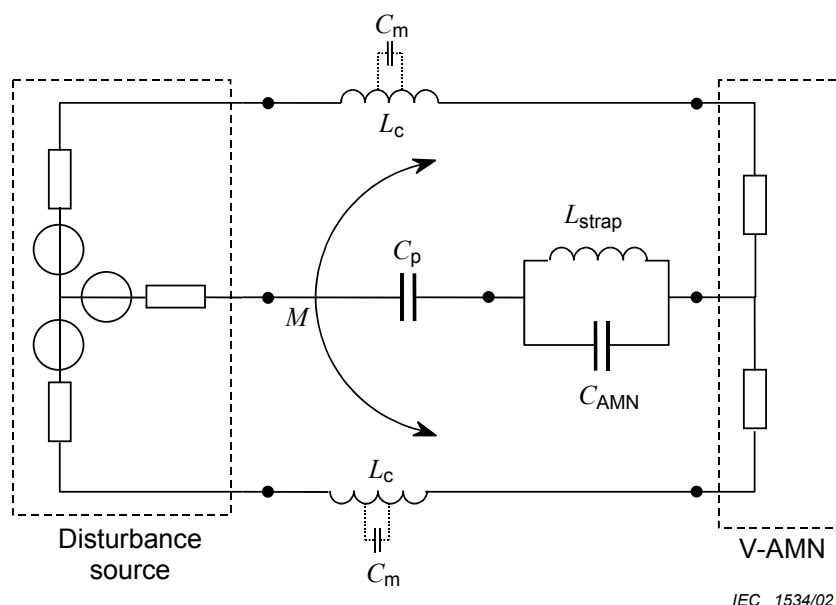 Cm
Lc
Lstrap
Cp
M
CAMN
Lc
Cm
Disturbance
source
V-AMN
IEC 1534/02